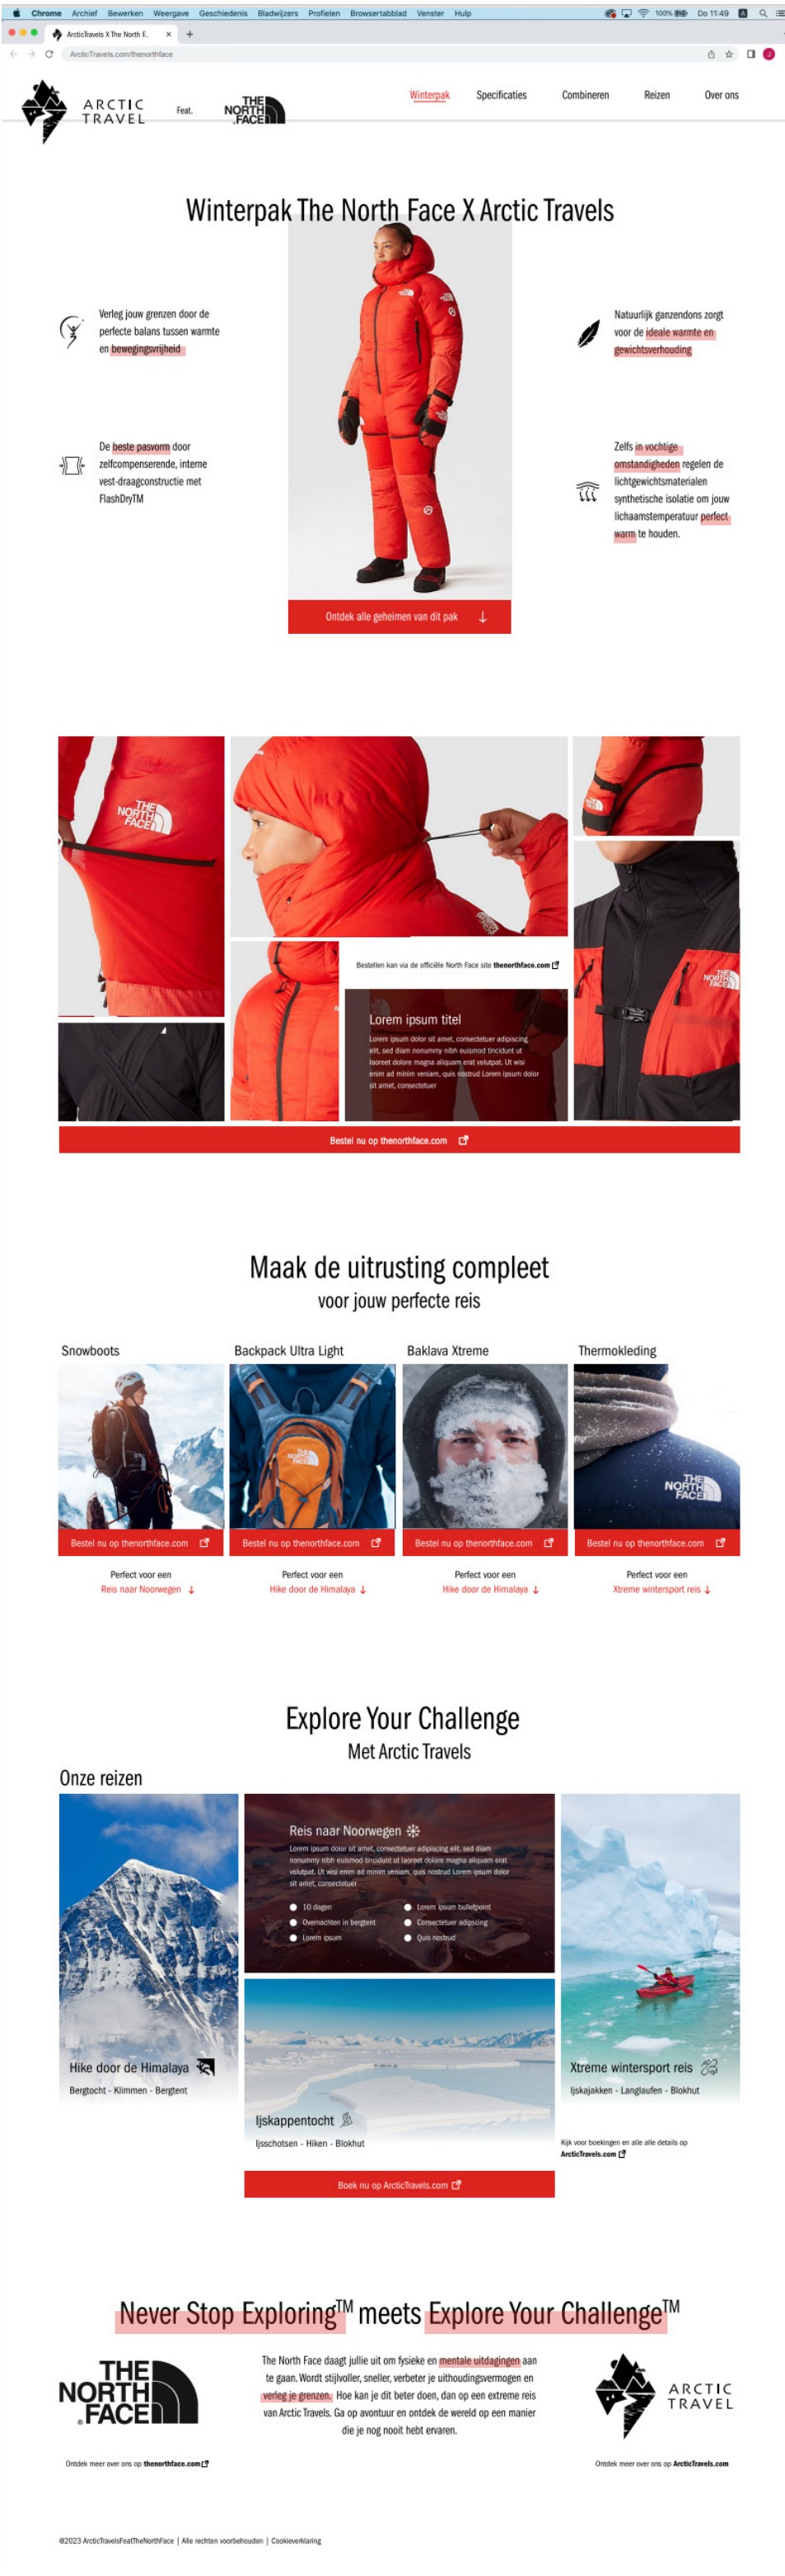 Chrome Archief Bewerken Weergave Geschiedenis Bladwijzers Profielen Browsertabblad Venster Hulp 100% Do 11:49
ArcticTravels X The North F..
ArcticTravels.com/thenorthface
ARCTIC
TRAVEL
Feat.
THE
NORTH
FACE
Winterpak Specificaties Combineren Reizen Over ons
Winterpak The North Face X Arctic Travels
Verleg jouw grenzen door de
perfecte balans tussen warmte
en bewegingsvrijheid
De beste pasvorm door
zelfcompenserende, interne
vest-draagconstructie met
FlashDryTM
Natuurlijk ganzendons zorgt
voor de ideale warmte en
gewichtsverhouding
Zelfs in vochtige
omstandigheden regelen de
lichtgewichtsmaterialen
synthetische isolatie om jouw
lichaamstemperatuur perfect
warm te houden.
Ontdek alle geheimen van dit pak
THE
NORTH
FACE
THE
NORTH
FACE
Bestellen kan via de officiële North Face site thenorthface.com
Lorem ipsum titel
Lorem ipsum dolor sit amet, consectetuer adipiscing
elit, sed diam nonummy nibh euismod tincidunt ut
laoreet dolore magna aliquam erat volutpat. Ut wisi
enim ad minim veniam, quis nostrud Lorem ipsum dolor
sit amet, consectetuer
Bestel nu op thenorthface.com
Maak de uitrusting compleet
voor jouw perfecte reis
Snowboots Backpack Ultra Light Baklava Xtreme Thermokleding
THE
NORTH
FACE
THE
NORTH
FACE
Bestel nu op thenorthface.com Bestel nu op thenorthface.com Bestel nu op thenorthface.com Bestel nu op thenorthface.com
Perfect voor een Perfect voor een Perfect voor een Perfect voor een
Reis naar Noorwegen Hike door de Himalaya Hike door de Himalaya Xtreme wintersport reis
Explore Your Challenge
Met Arctic Travels
Onze reizen
Reis naar Noorwegen
Lorem ipsum dolor sit amet, consectetuer adipiscing elit, sed diam
nonummy nibh euismod tincidunt ut laoreet dolore magna aliquam erat
volutpat. Ut wisi enim ad minim veniam, quis nostrud Lorem ipsum dolor
sit amet, consectetuer
10 dagen
Overnachten in bergtent
Lorem ipsum
Lorem ipsum bulletpoint
Consectetuer adipscing
Quis nostrud
Hike door de Himalaya
Bergtocht - Klimmen - Bergtent
Ijskappentocht
Ijsschotsen - Hiken - Blokhut
Xtreme wintersport reis
Ijskajakken - Langlaufen - Blokhut
Kijk voor boekingen en alle alle details op
ArcticTravels.com
Boek nu op ArcticTravels.com
Never Stop Exploring™ meets Explore Your Challenge™
THE
NORTH
FACE
The North Face daagt jullie uit om fysieke en mentale uitdagingen aan
te gaan. Wordt stijlvoller, sneller, verbeter je uithoudingsvermogen en
verleg je grenzen. Hoe kan je dit beter doen, dan op een extreme reis
van Arctic Travels. Ga op avontuur en ontdek de wereld op een manier
die je nog nooit hebt ervaren.
ARCTIC
TRAVEL
Ontdek meer over ons op thenorthface.com
Ontdek meer over ons op ArcticTravels.com
@2023 ArcticTravelsFeatTheNorthFace | Alle rechten voorbehouden | Cookieverklaring